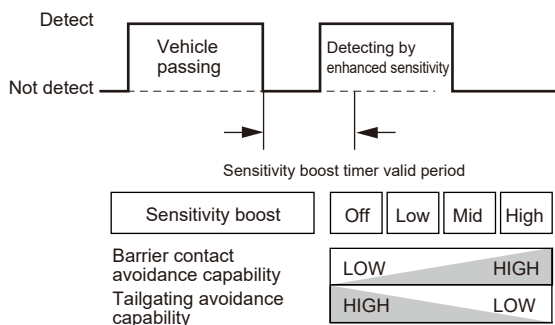 Detect
Vehicle
passing
Detecting by
enhanced sensitivity
Not detect
Sensitivity boost timer valid period
Sensitivity boost
Off
Low
Mid
High
Barrier contact
avoidance capability
LOW
HIGH
Tailgating avoidance
capability
HIGH
LOW